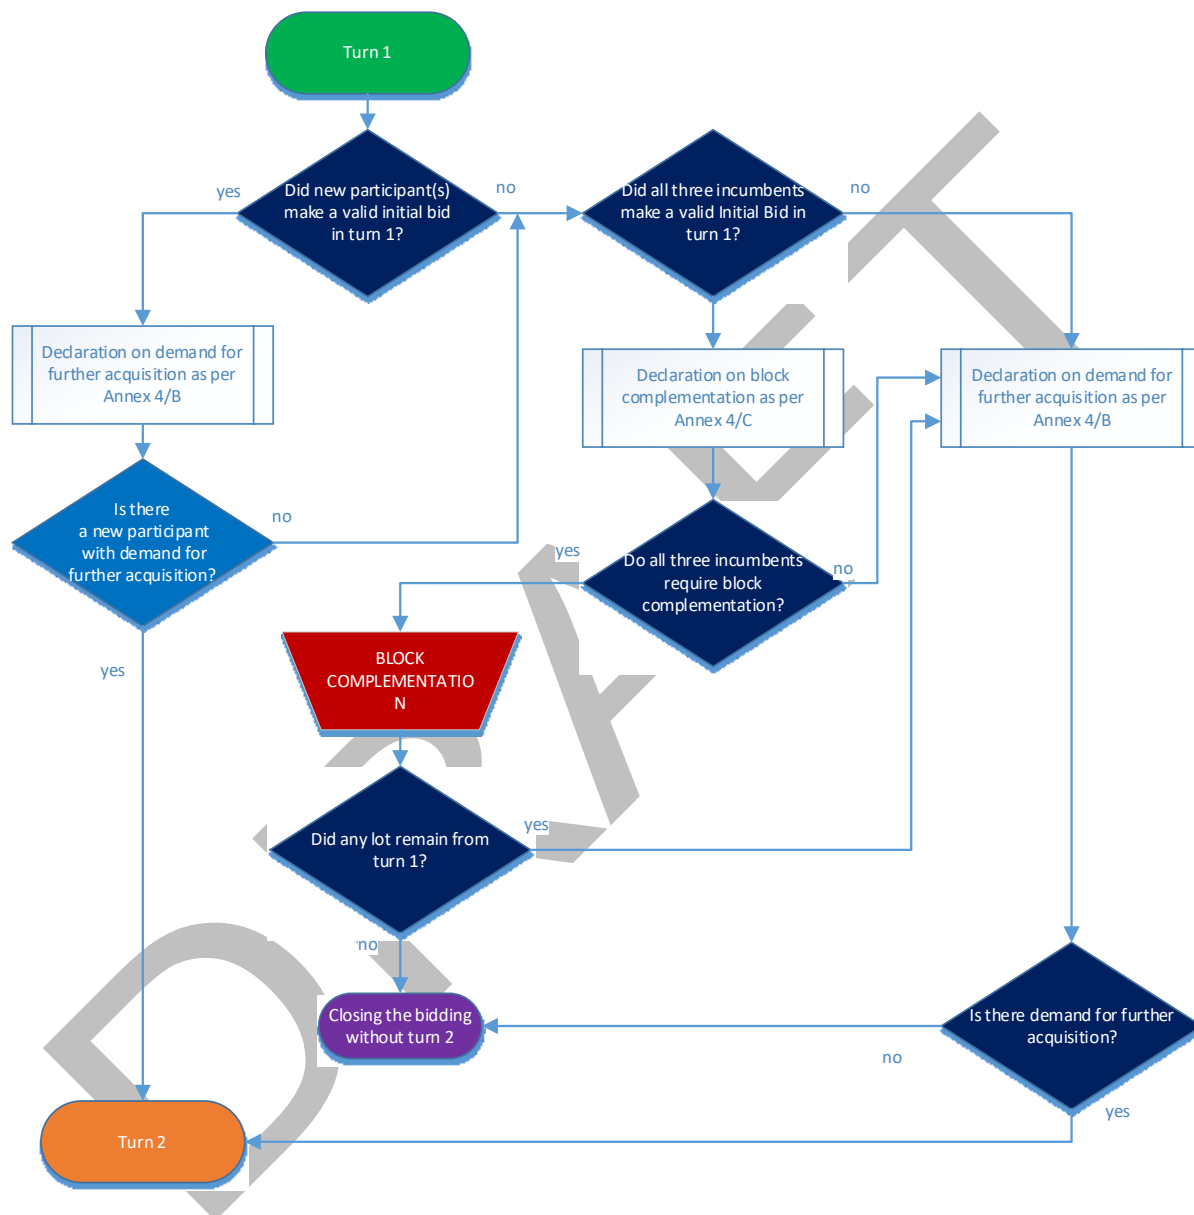 Turn 1
Did new participant(s)
make a valid initial bid
in turn 1?
yes
no
Did all three incumbents
make a valid Initial Bid in
turn 1?
no
Declaration on demand for
further acquisition as per
Annex 4/B
Declaration on block
complementation as per
Annex 4/C
Declaration on demand for
further acquisition as per
Annex 4/B
Is there
a new participant
with demand for
further acquisition?
no
yes
Do all three incumbents
require block
complementation?
yes
no
BLOCK
COMPLEMENTATIO
N
Did any lot remain from
turn 1?
yes
no
Closing the bidding
without turn 2
Is there demand for further
acquisition?
no
yes
Turn 2
DRAFT